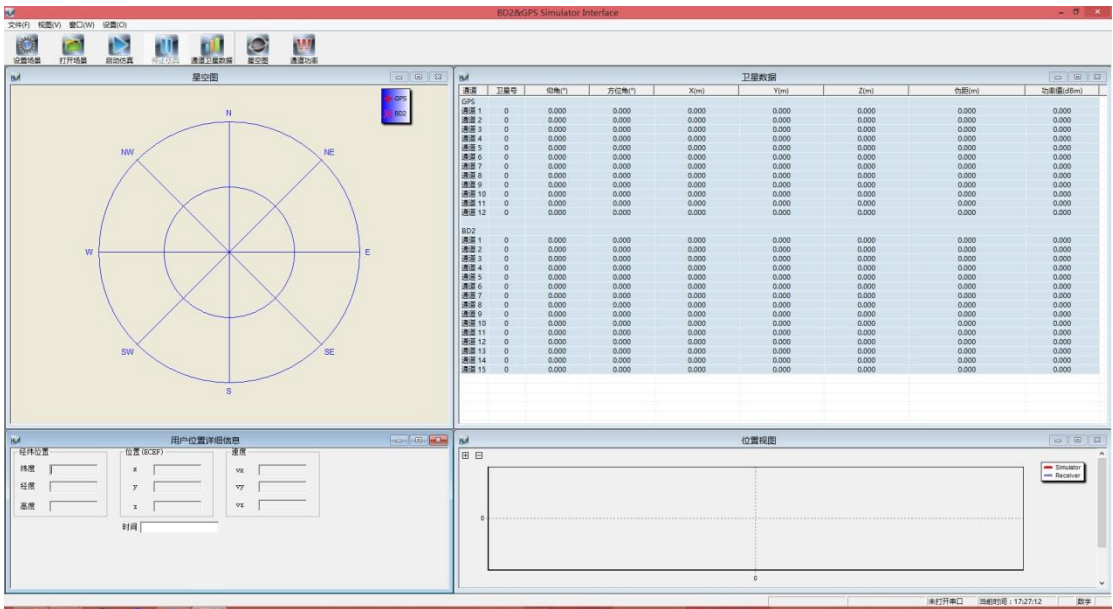 BD2&GPS Simulator Interface
文件(F) 视图(V) 窗口(W) 设置(O)
设置场景 打开场景 启动仿真 停止仿真 通道卫星数据 星空图 通道功率
星空图
GPS
BD2
N
NW NE
W E
SW SE
S
卫星数据
通道 卫星号 仰角(°) 方位角(°) X(m) Y(m) Z(m) 伪距(m) 功率值(dBm)
GPS
通道 1 0 0.000 0.000 0.000 0.000 0.000 0.000 0.000
通道 2 0 0.000 0.000 0.000 0.000 0.000 0.000 0.000
通道 3 0 0.000 0.000 0.000 0.000 0.000 0.000 0.000
通道 4 0 0.000 0.000 0.000 0.000 0.000 0.000 0.000
通道 5 0 0.000 0.000 0.000 0.000 0.000 0.000 0.000
通道 6 0 0.000 0.000 0.000 0.000 0.000 0.000 0.000
通道 7 0 0.000 0.000 0.000 0.000 0.000 0.000 0.000
通道 8 0 0.000 0.000 0.000 0.000 0.000 0.000 0.000
通道 9 0 0.000 0.000 0.000 0.000 0.000 0.000 0.000
通道 10 0 0.000 0.000 0.000 0.000 0.000 0.000 0.000
通道 11 0 0.000 0.000 0.000 0.000 0.000 0.000 0.000
通道 12 0 0.000 0.000 0.000 0.000 0.000 0.000 0.000
BD2
通道 1 0 0.000 0.000 0.000 0.000 0.000 0.000 0.000
通道 2 0 0.000 0.000 0.000 0.000 0.000 0.000 0.000
通道 3 0 0.000 0.000 0.000 0.000 0.000 0.000 0.000
通道 4 0 0.000 0.000 0.000 0.000 0.000 0.000 0.000
通道 5 0 0.000 0.000 0.000 0.000 0.000 0.000 0.000
通道 6 0 0.000 0.000 0.000 0.000 0.000 0.000 0.000
通道 7 0 0.000 0.000 0.000 0.000 0.000 0.000 0.000
通道 8 0 0.000 0.000 0.000 0.000 0.000 0.000 0.000
通道 9 0 0.000 0.000 0.000 0.000 0.000 0.000 0.000
通道 10 0 0.000 0.000 0.000 0.000 0.000 0.000 0.000
通道 11 0 0.000 0.000 0.000 0.000 0.000 0.000 0.000
通道 12 0 0.000 0.000 0.000 0.000 0.000 0.000 0.000
通道 13 0 0.000 0.000 0.000 0.000 0.000 0.000 0.000
通道 14 0 0.000 0.000 0.000 0.000 0.000 0.000 0.000
通道 15 0 0.000 0.000 0.000 0.000 0.000 0.000 0.000
用户位置详细信息
经纬位置 位置(ECEF) 速度
纬度 x vx
经度 y vy
高度 z vz
时间
位置视图
Simulator
Receiver
0
0
未打开串口 当前时间：17:27:12 数字